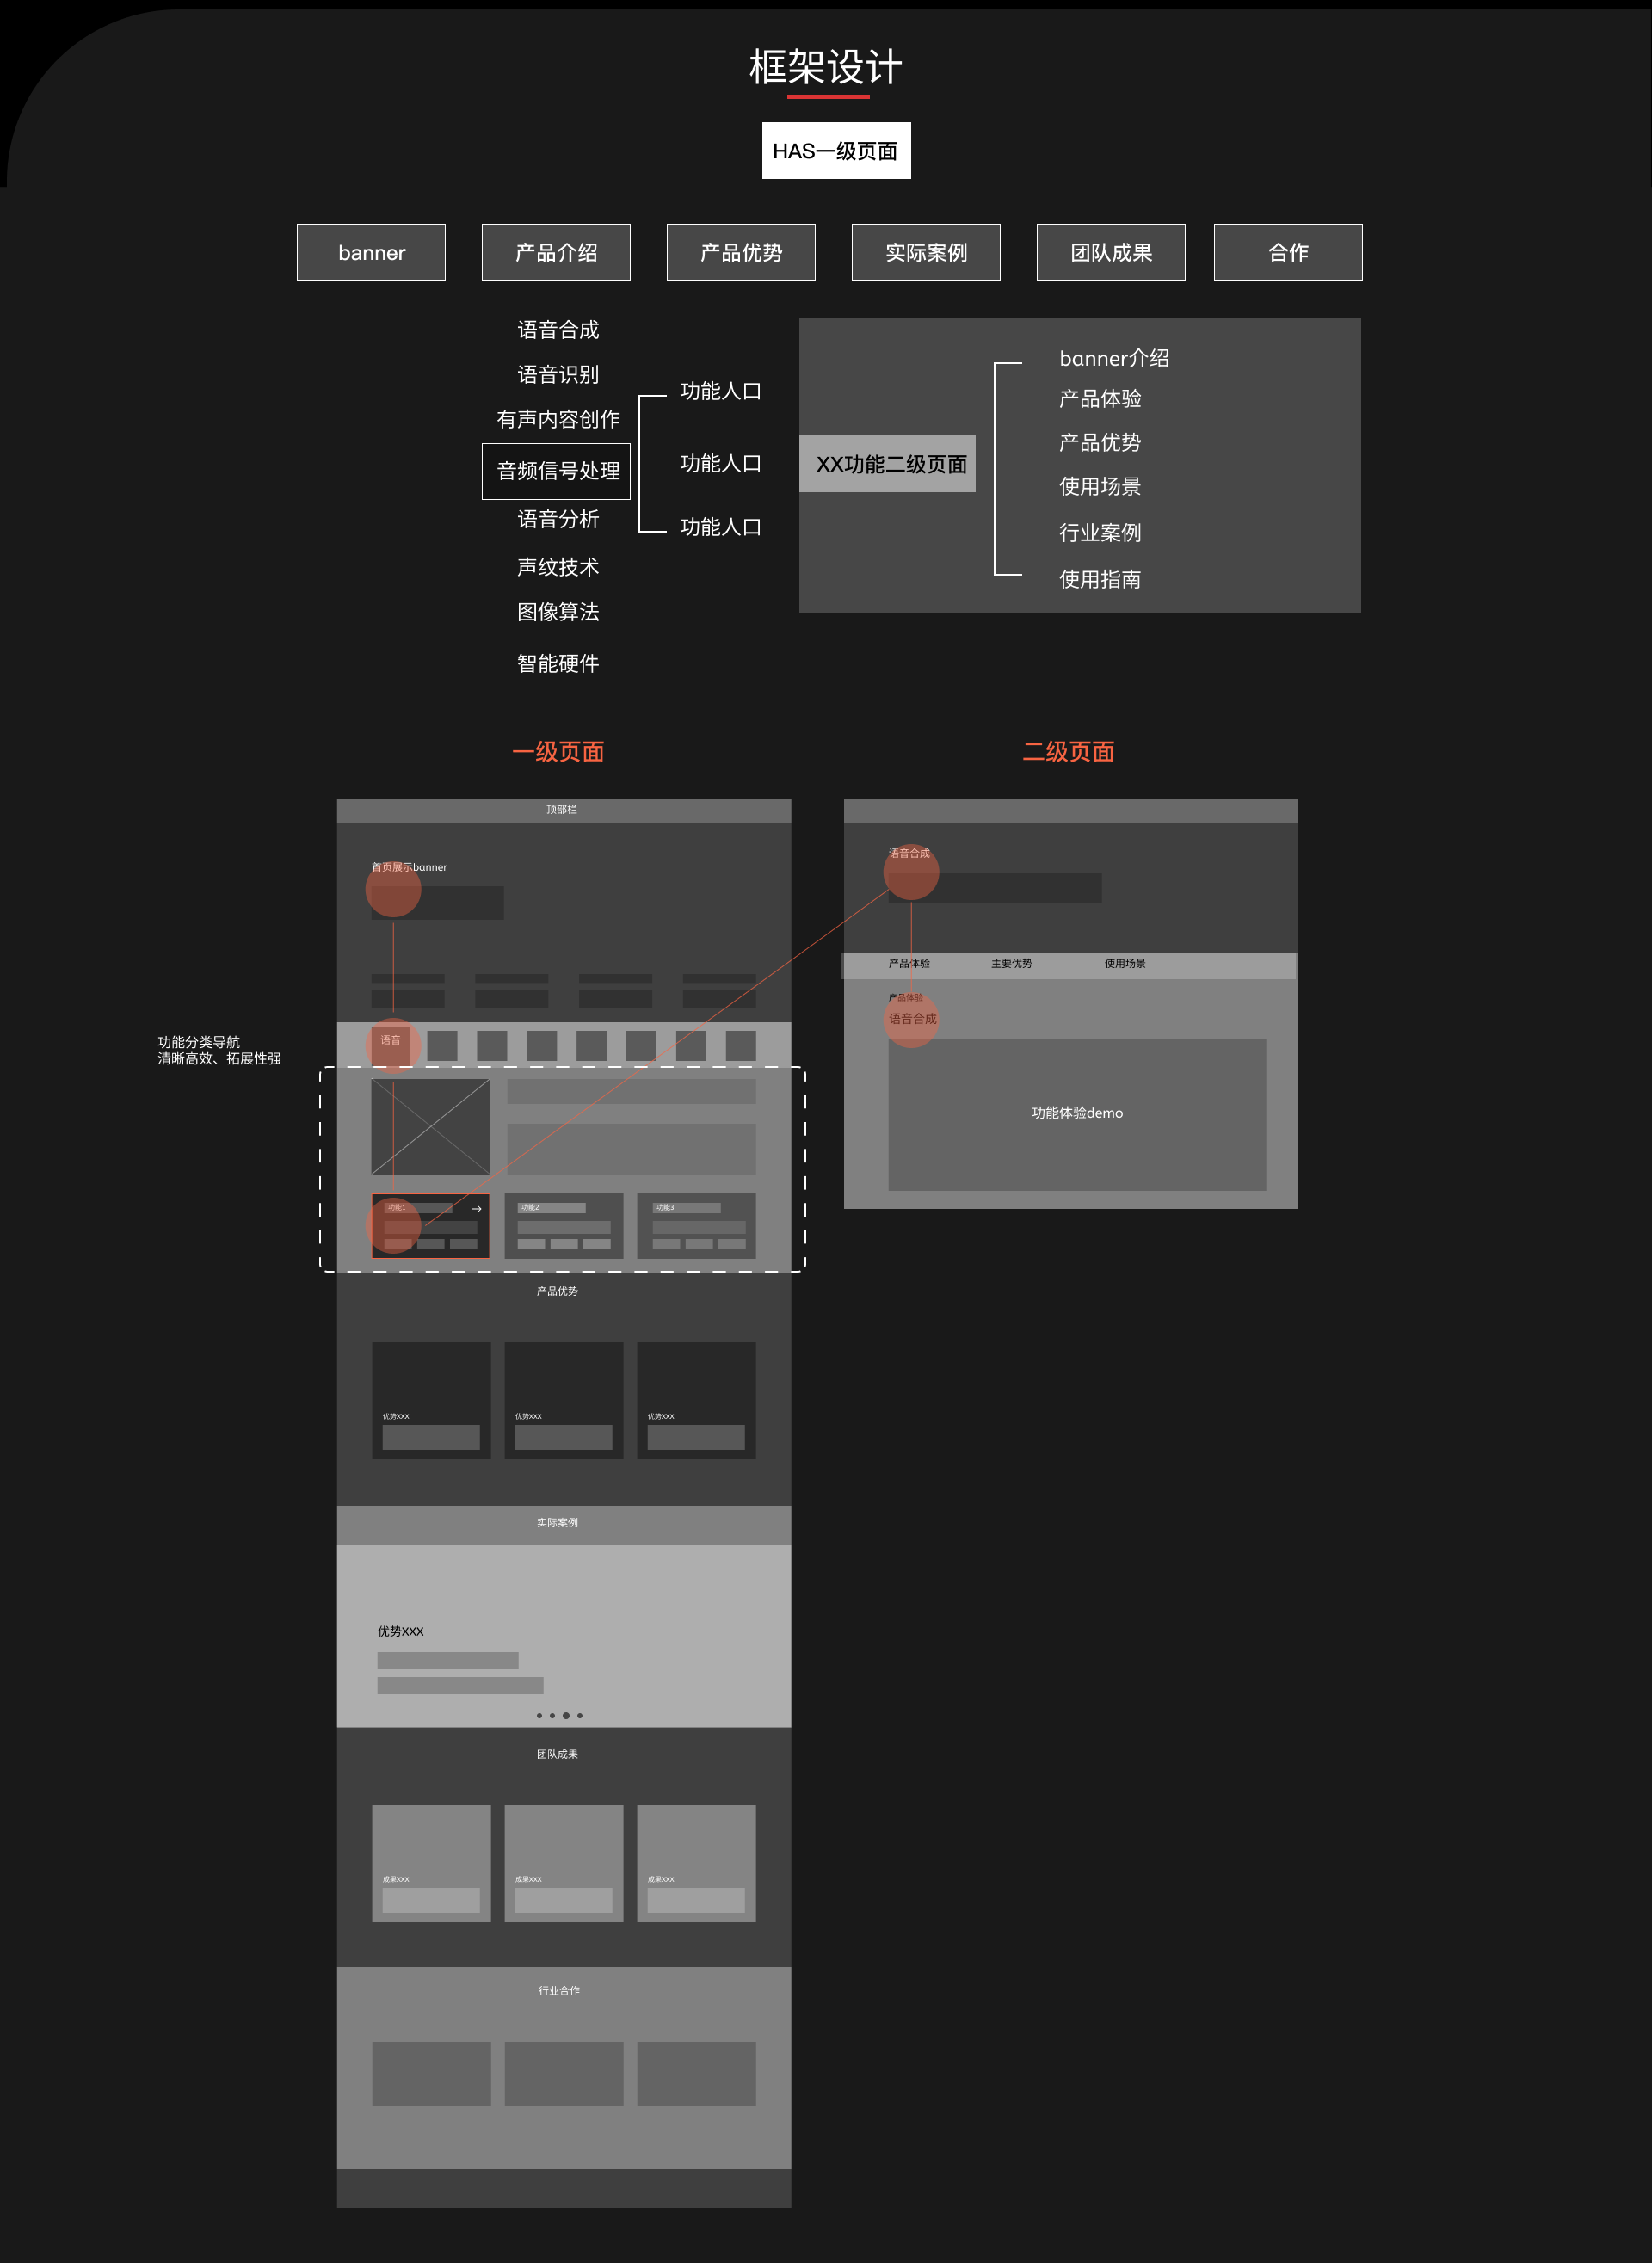 框架设计
HAS一级页面
banner
产品介绍
产品优势
实际案例
团队成果
合作
语音合成
语音识别
有声内容创作
音频信号处理
语音分析
声纹技术
图像算法
智能硬件
功能人口
功能人口
功能人口
XX功能二级页面
banner介绍
产品体验
产品优势
使用场景
行业案例
使用指南
一级页面
二级页面
顶部栏
首页展示banner
语音
功能分类导航
清晰高效、拓展性强
功能1
功能2
功能3
产品优势
优势XXX
优势XXX
优势XXX
实际案例
优势XXX
团队成果
成果XXX
成果XXX
成果XXX
行业合作
语音合成
产品体验
主要优势
使用场景
产品体验
语音合成
功能体验demo